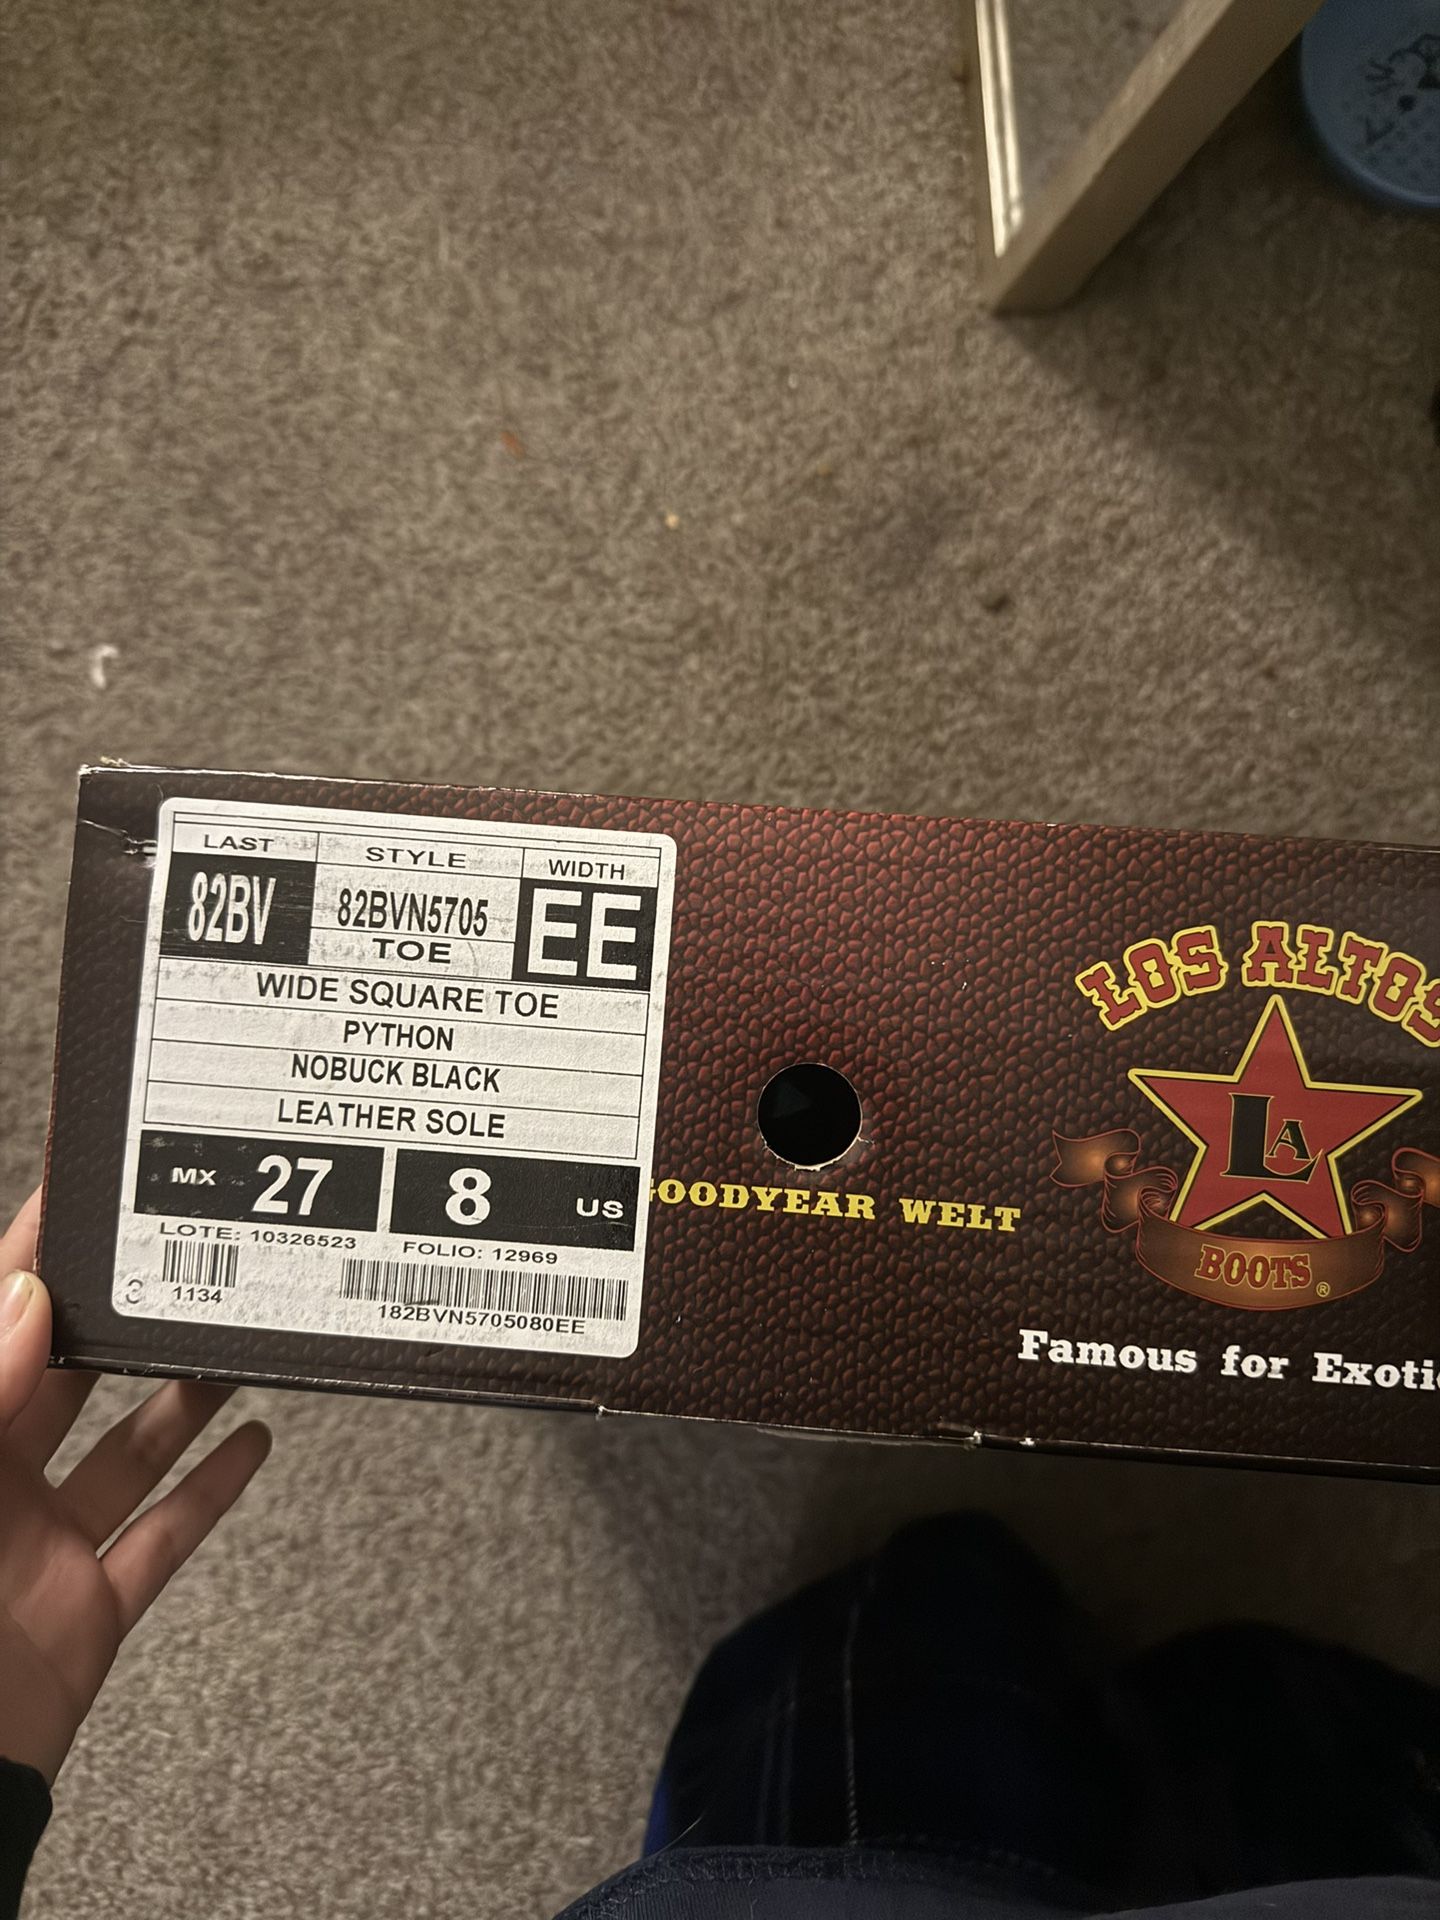 LAST STYLE WIDTH
82BV 82BVN5705 EE
TOE
WIDE SQUARE TOE
PYTHON
NOBUCK BLACK
LEATHER SOLE
MX 27 8 US
LOTE: 10326523 FOLIO: 12969
3 1134 182BVN5705080EE
GOODYEAR WELT
LOS ALTOS
LA
BOOTS®
Famous for Exotic